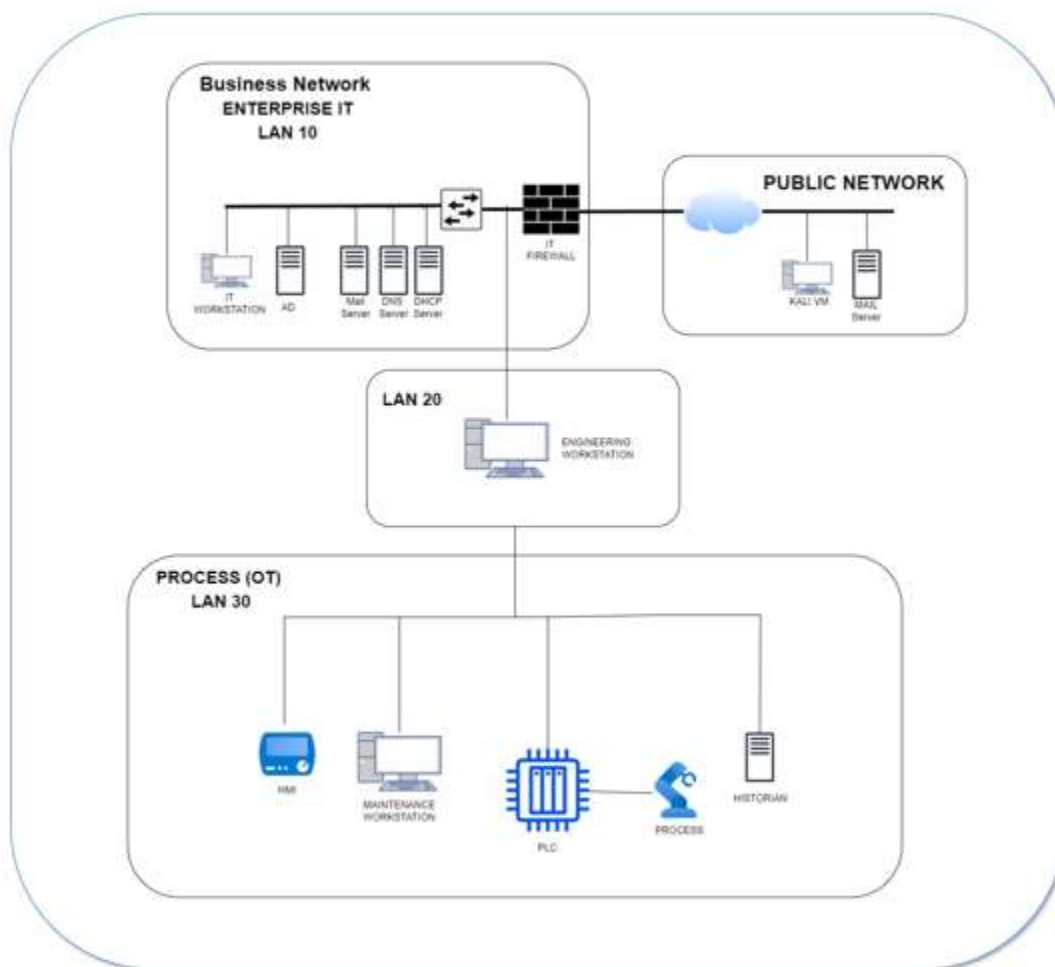 Business Network
ENTERPRISE IT
LAN 10
PUBLIC NETWORK
IT
FIREWALL
IT
WORKSTATION
AD
Mail
Server
DNS
Server
DHCP
Server
KALI VM
MAIL
Server
LAN 20
ENGINEERING
WORKSTATION
PROCESS (OT)
LAN 30
HMI
MAINTENANCE
WORKSTATION
PLC
PROCESS
HISTORIAN